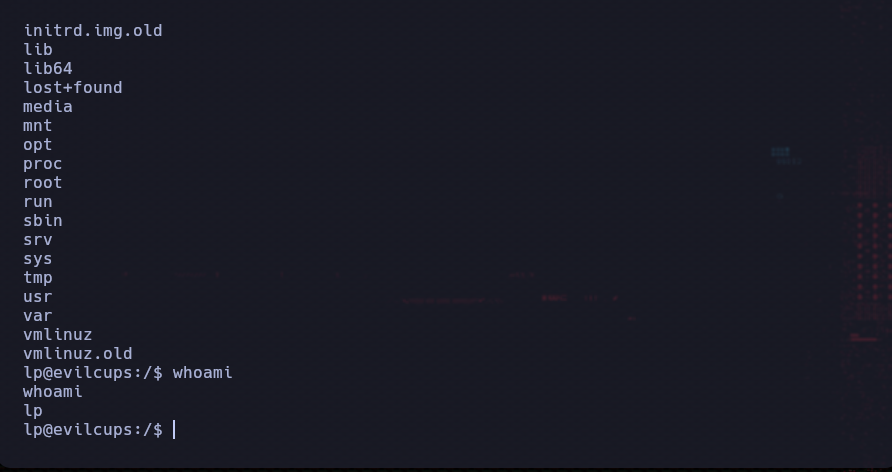 initrd.img.old
lib
lib64
lost+found
media
mnt
opt
proc
root
run
sbin
srv
sys
tmp
usr
var
vmlinuz
vmlinuz.old
lp@evilcups:/$ whoami
whoami
lp
lp@evilcups:/$